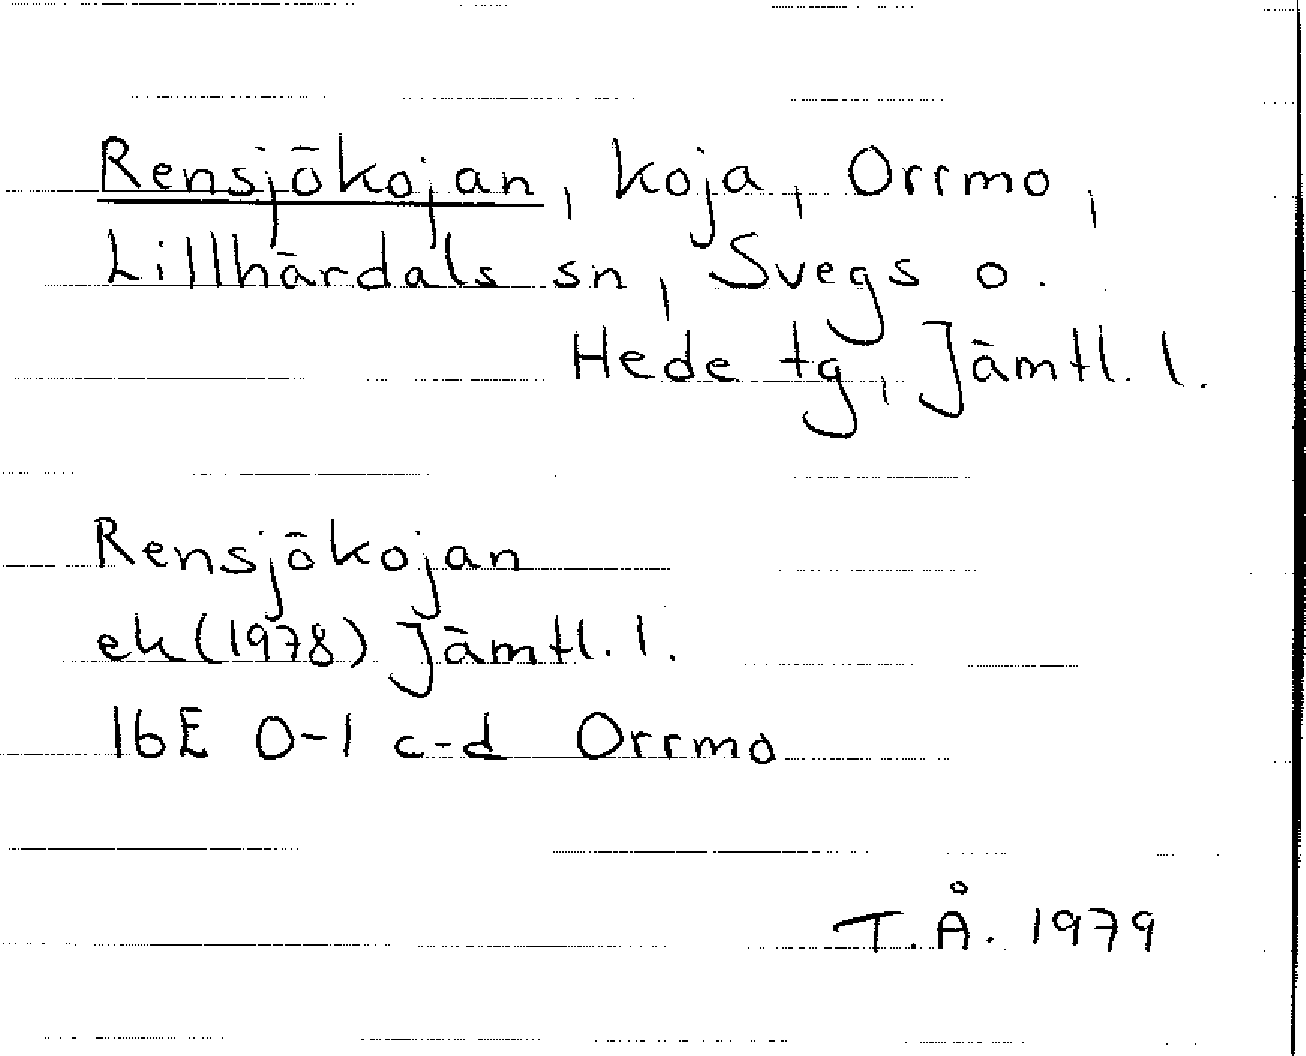 Rensjökojan, koja, Orrmo,
Lillhärdals sn, Svegs o.
Hede tg, Jämtl. l.
Rensjökojan
ek (1978) Jämtl. l.
16E 0-1 c-d Orrmo
T.Å. 1979